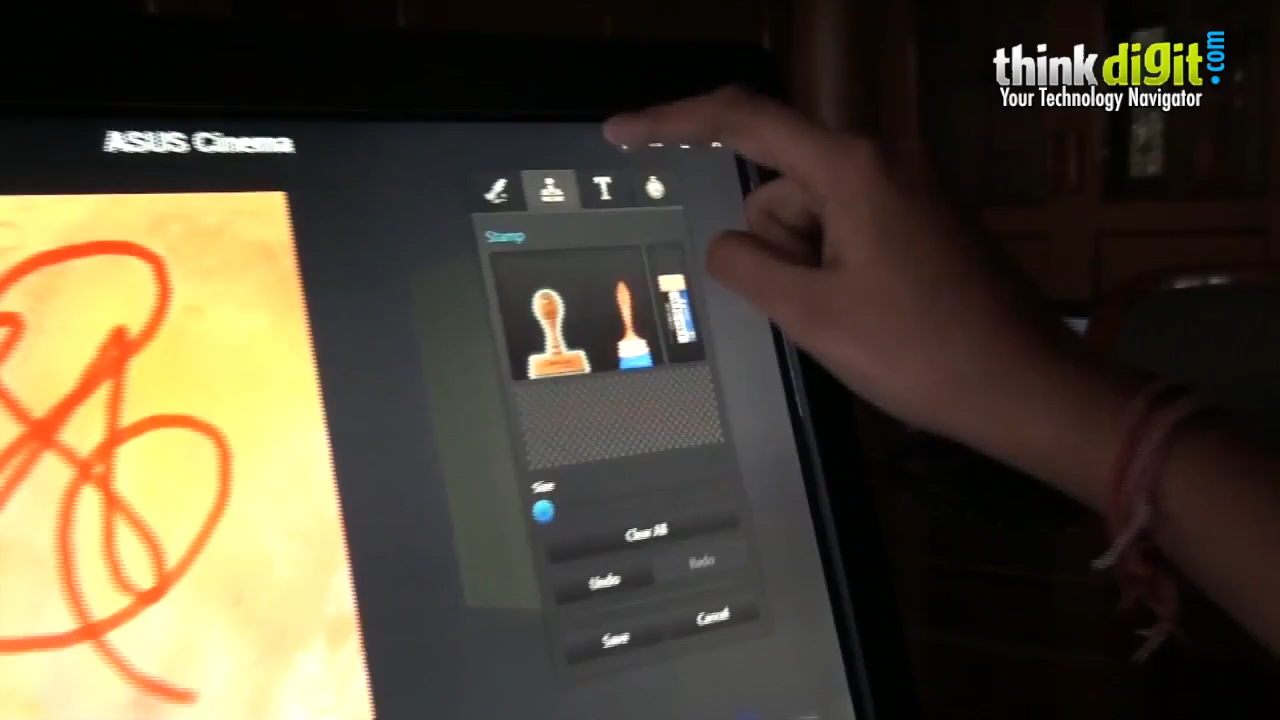 thinkdigit.com
Your Technology Navigator
ASUS Cinema
T
Stamp
Size
Clear All
Undo Redo
Save Cancel